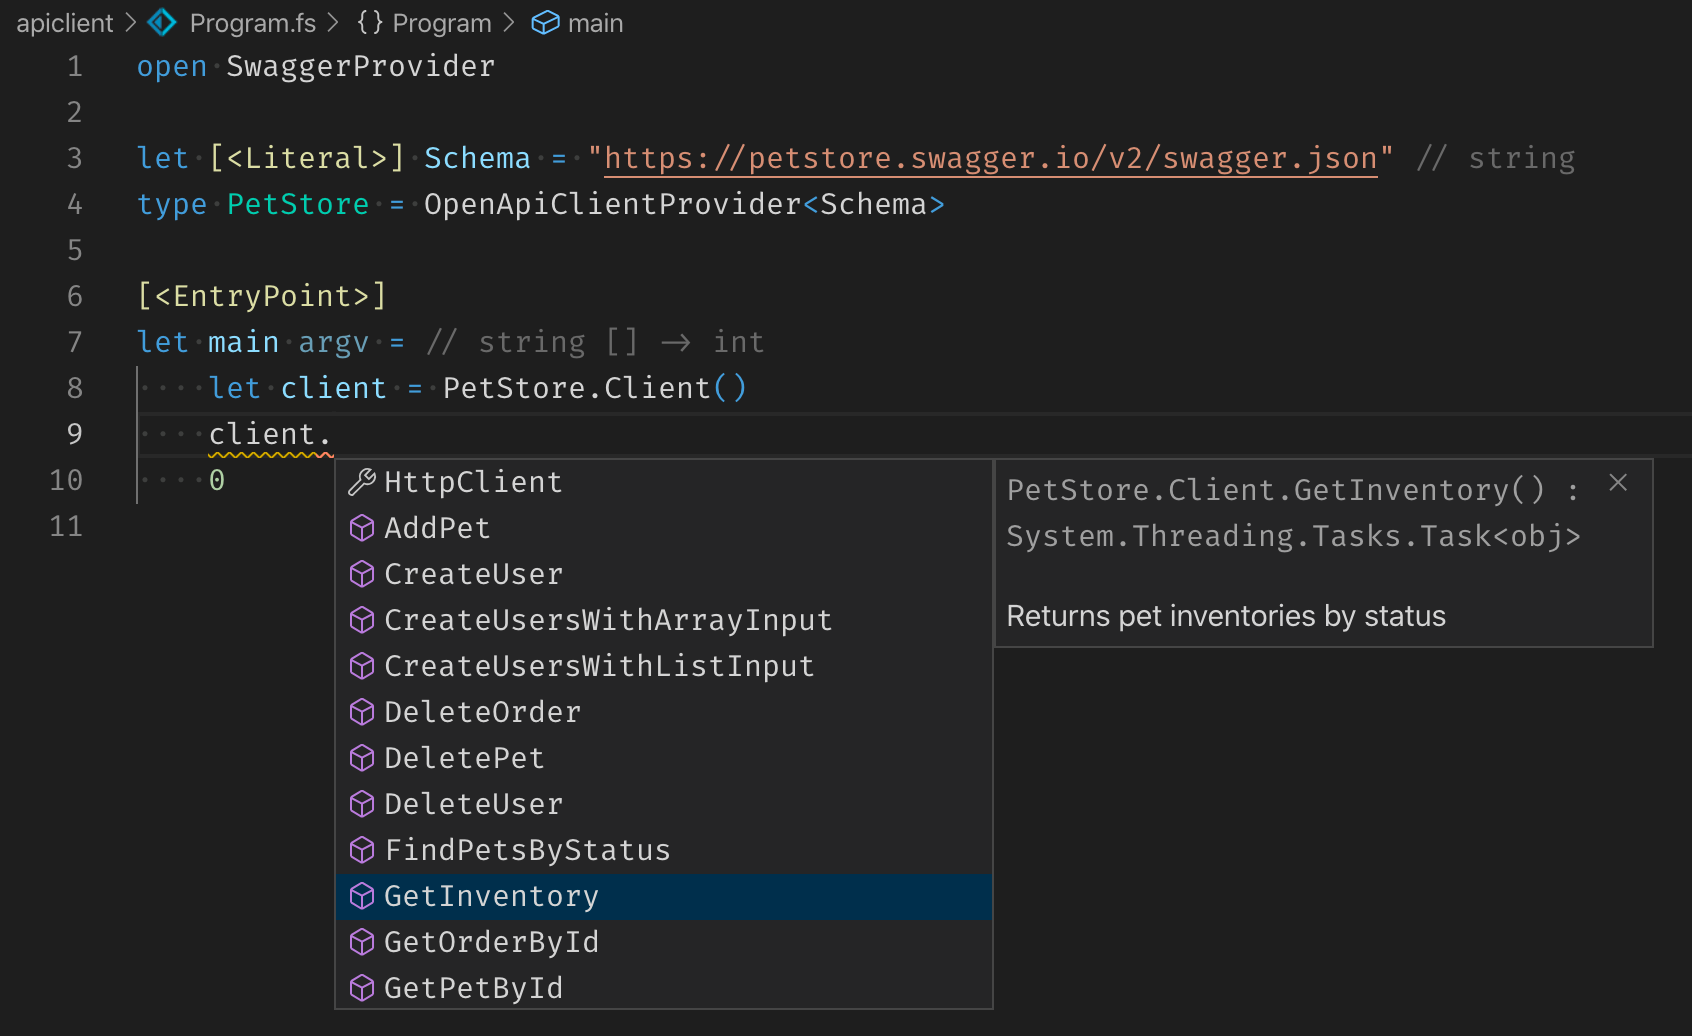 apiclient > Program.fs > {} Program > main
1 open SwaggerProvider
2
3 let [<Literal>] Schema = "https://petstore.swagger.io/v2/swagger.json" // string
4 type PetStore = OpenApiClientProvider<Schema>
5
6 [<EntryPoint>]
7 let main argv = // string [] -> int
8 let client = PetStore.Client()
9 client.
10 0
11
HttpClient
AddPet
CreateUser
CreateUsersWithArrayInput
CreateUsersWithListInput
DeleteOrder
DeletePet
DeleteUser
FindPetsByStatus
GetInventory
GetOrderById
GetPetById
PetStore.Client.GetInventory() :
System.Threading.Tasks.Task<obj>
Returns pet inventories by status